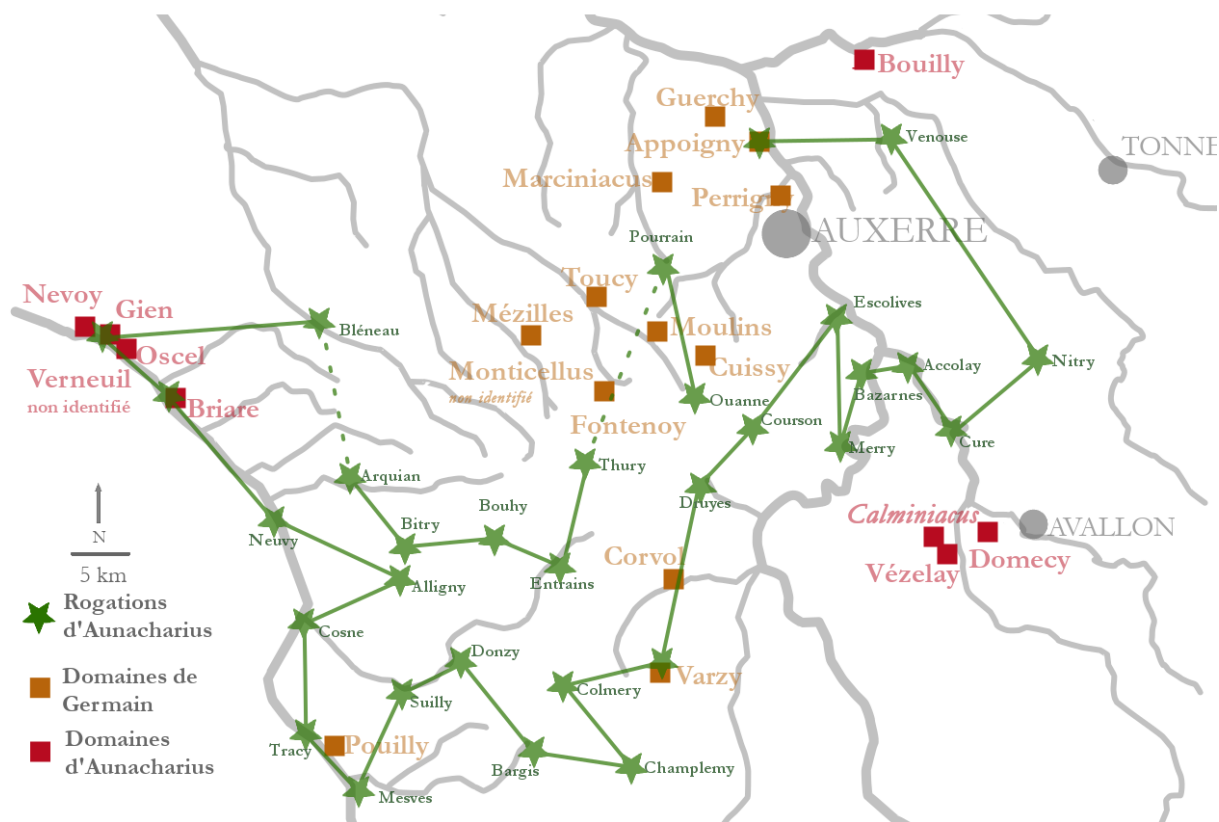 Bouilly
Guerchy
Appoigny
Venouse
TONNE
Marciniacus
Perrigny
AUXERRE
Pourrain
Nevoy
Gien
Toucy
Escolives
Bléneau
Mézilles
Moulins
Oscel
Verneuil
non identifié
Briare
Monticellus
non identifié
Cuissy
Accolay
Nitry
Bazarnes
Ouanne
Fontenoy
Courson
Merry
Cure
Thury
Arquian
Druyes
Bouhy
Bitry
Neuvy
Calminiacus
AVALLON
Vézelay
Domecy
N
5 km
Corvol
Entrains
Alligny
Rogations
d'Aunacharius
Cosne
Donzy
Domaines de
Germain
Suilly
Colmery
Varzy
Domaines
d'Aunacharius
Tracy
Pouilly
Bargis
Champlemy
Mesves